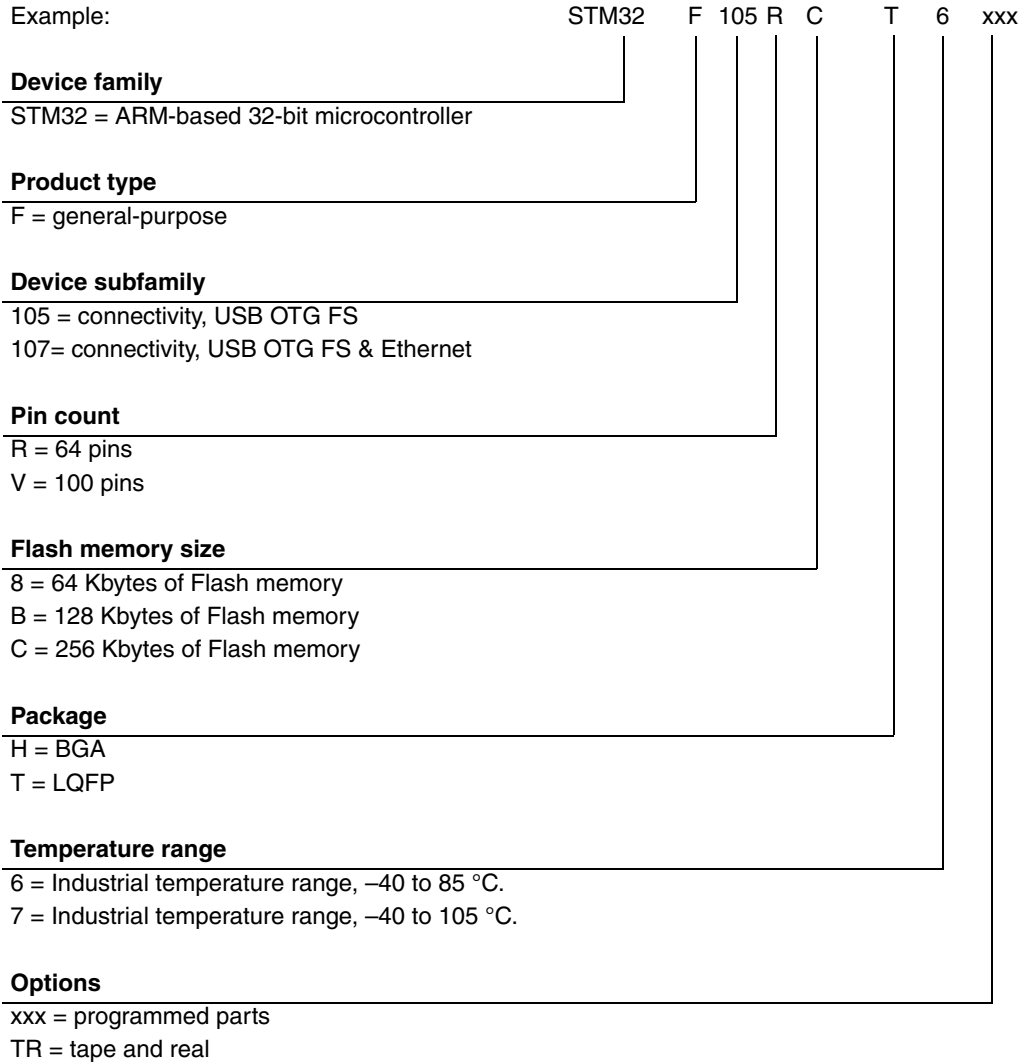 Example: STM32 F 105 R C T 6 xxx
Device family
STM32 = ARM-based 32-bit microcontroller
Product type
F = general-purpose
Device subfamily
105 = connectivity, USB OTG FS
107= connectivity, USB OTG FS & Ethernet
Pin count
R = 64 pins
V = 100 pins
Flash memory size
8 = 64 Kbytes of Flash memory
B = 128 Kbytes of Flash memory
C = 256 Kbytes of Flash memory
Package
H = BGA
T = LQFP
Temperature range
6 = Industrial temperature range, –40 to 85 °C.
7 = Industrial temperature range, –40 to 105 °C.
Options
xxx = programmed parts
TR = tape and real